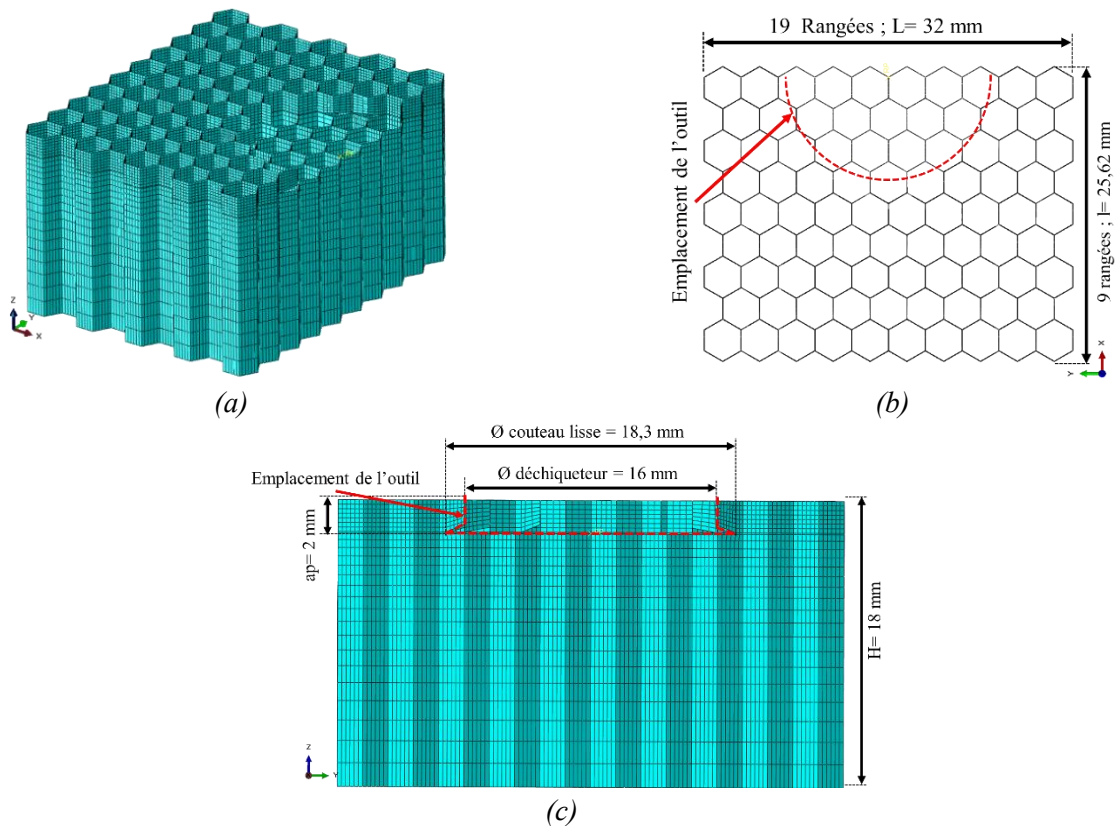 19 Rangées ; L= 32 mm
Emplacement de l’outil
9 rangées ; l= 25,62 mm
Z
Y
X
(a)
X
Y
(b)
Ø couteau lisse = 18,3 mm
Emplacement de l’outil
Ø déchiqueteur = 16 mm
ap= 2 mm
H= 18 mm
Z
Y
(c)